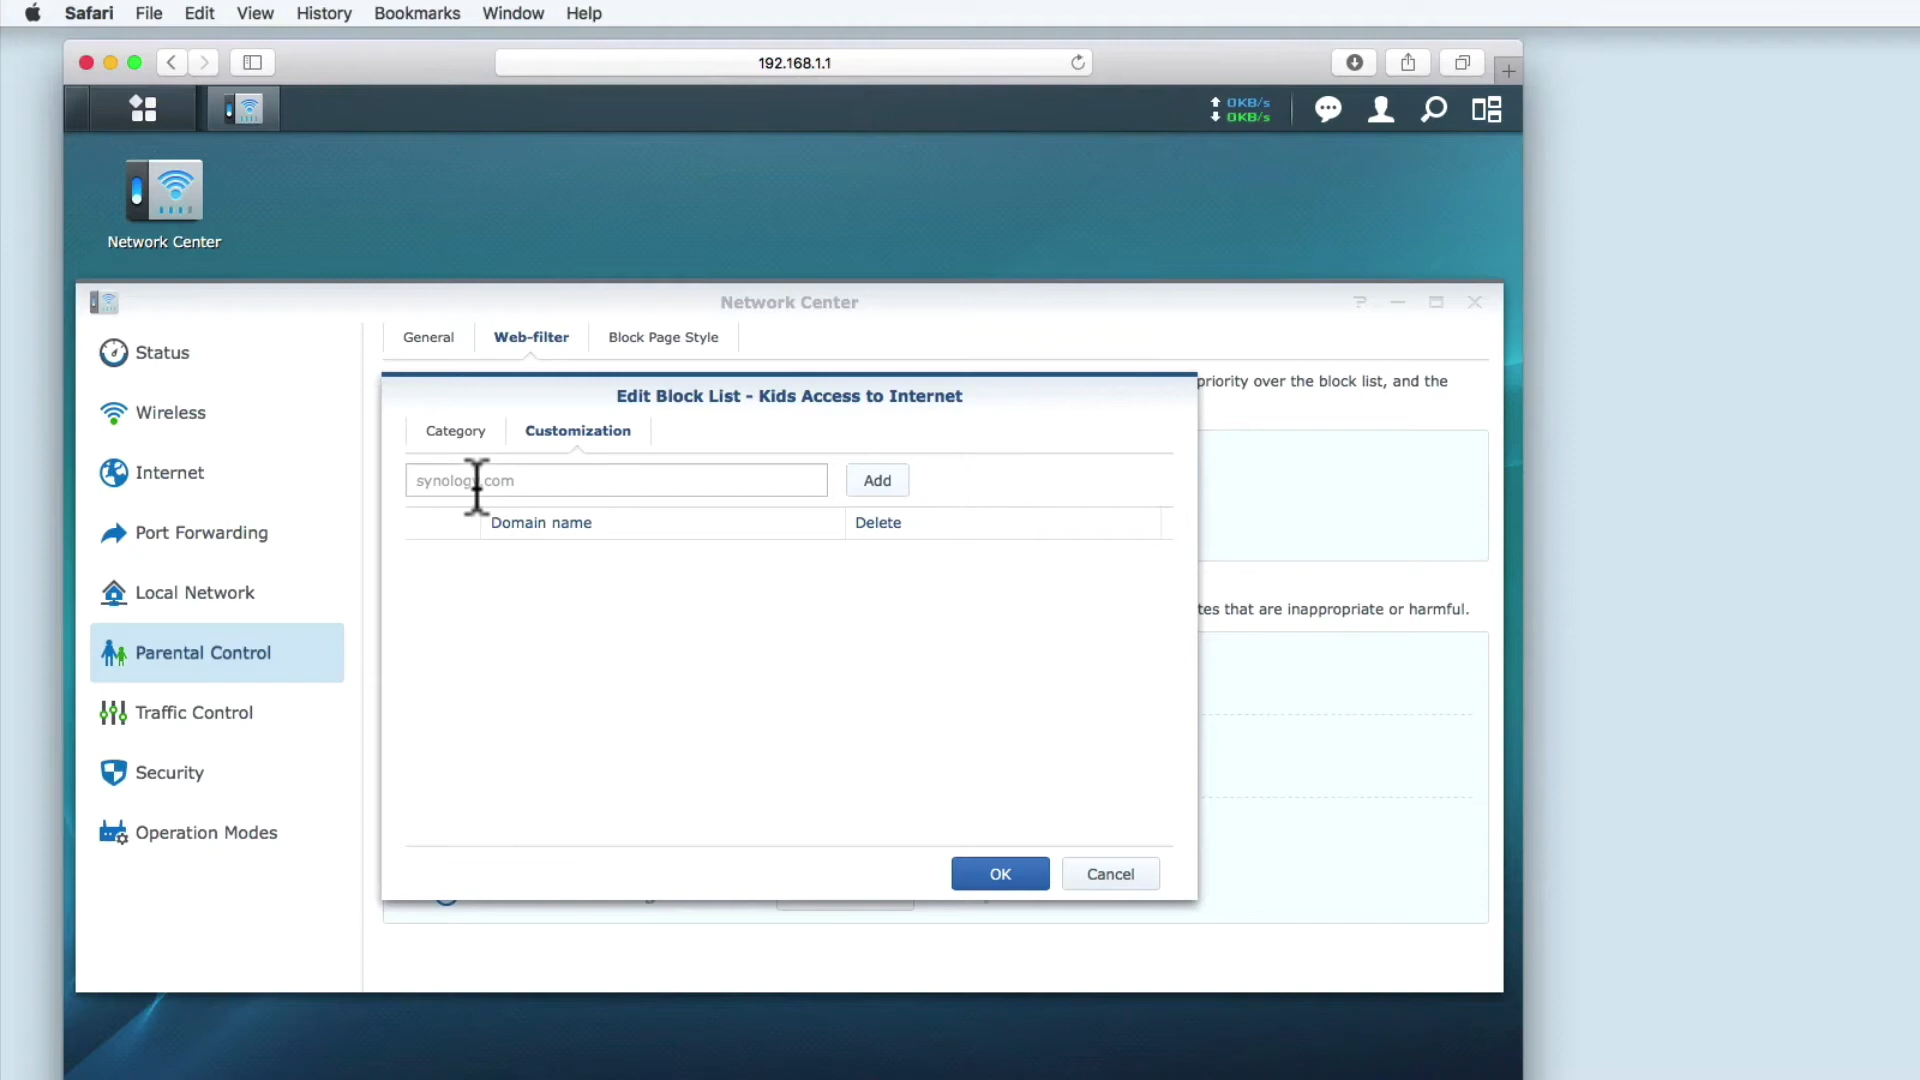 Safari File Edit View History Bookmarks Window Help
192.168.1.1
0KB/s
0KB/s
Network Center
Network Center
Status
Wireless
Internet
Port Forwarding
Local Network
Parental Control
Traffic Control
Security
Operation Modes
General Web-filter Block Page Style
priority over the block list, and the
tes that are inappropriate or harmful.
Edit Block List - Kids Access to Internet
Category Customization
synology.com Add
Domain name Delete
OK Cancel